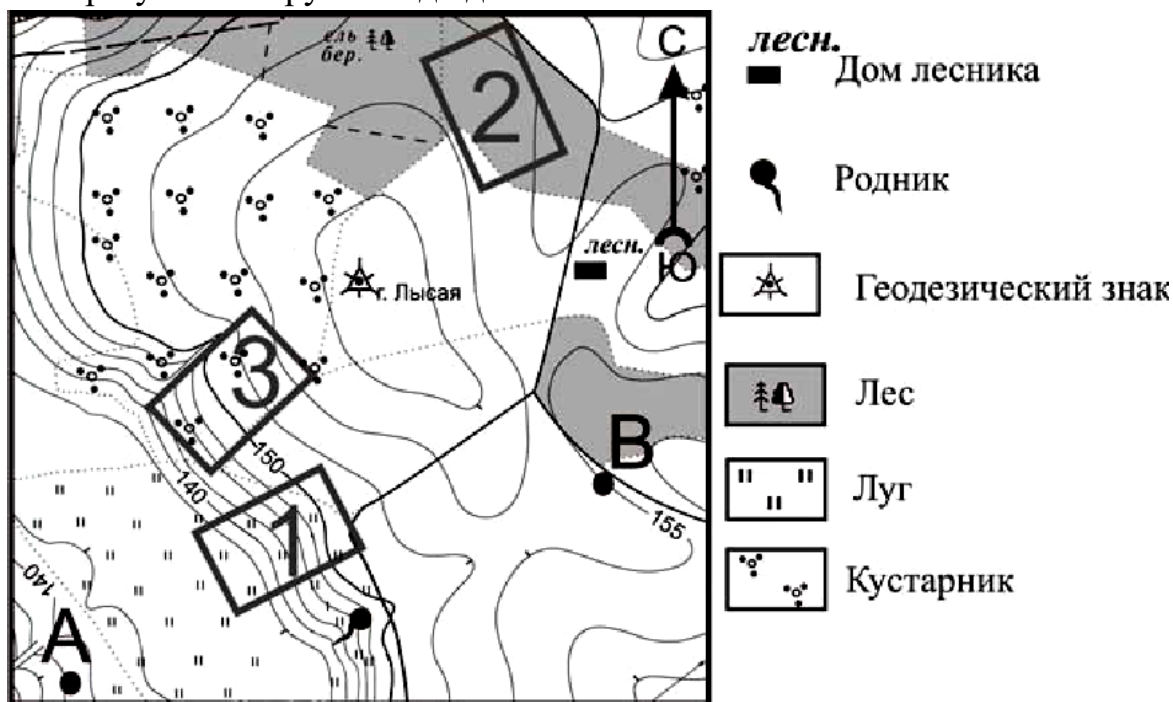 ель
бер.
2
С
лесн.
Ю
г. Лысая
3
B
150
140
1
155
140
A
лесн.
Дом лесника
Родник
Геодезический знак
Лес
Луг
Кустарник